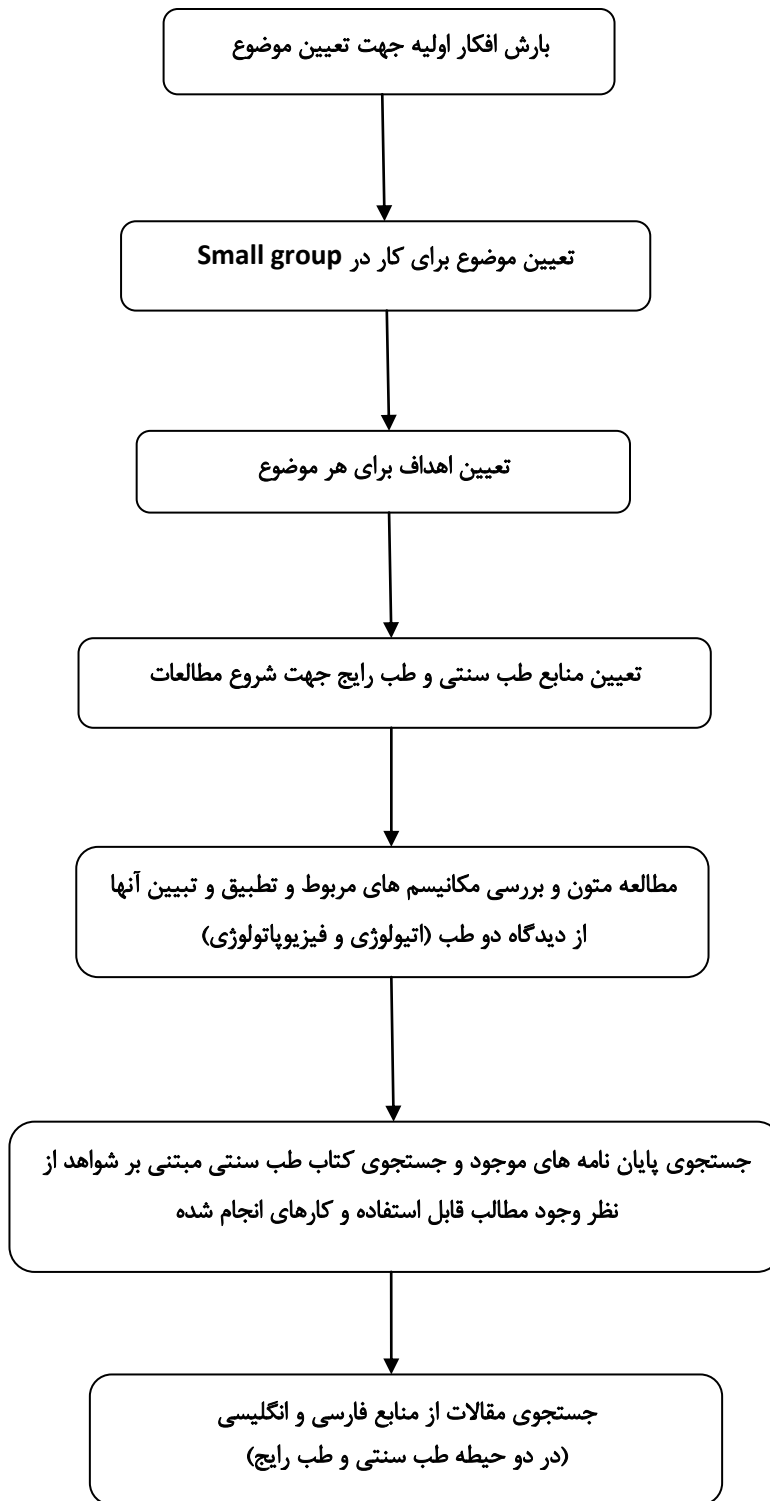 بارش افکار اولیه جهت تعیین موضوع
تعیین موضوع برای کار در Small group
تعیین اهداف برای هر موضوع
تعیین منابع طب سنتی و طب رایج جهت شروع مطالعات
مطالعه متون و بررسی مکانیسم های مربوط و تطبیق و تبیین آنها
از دیدگاه دو طب (اتیولوژی و فیزیوپاتولوژی)
جستجوی پایان نامه های موجود و جستجوی کتاب طب سنتی مبتنی بر شواهد از
نظر وجود مطالب قابل استفاده و کارهای انجام شده
جستجوی مقالات از منابع فارسی و انگلیسی
(در دو حیطه طب سنتی و طب رایج)